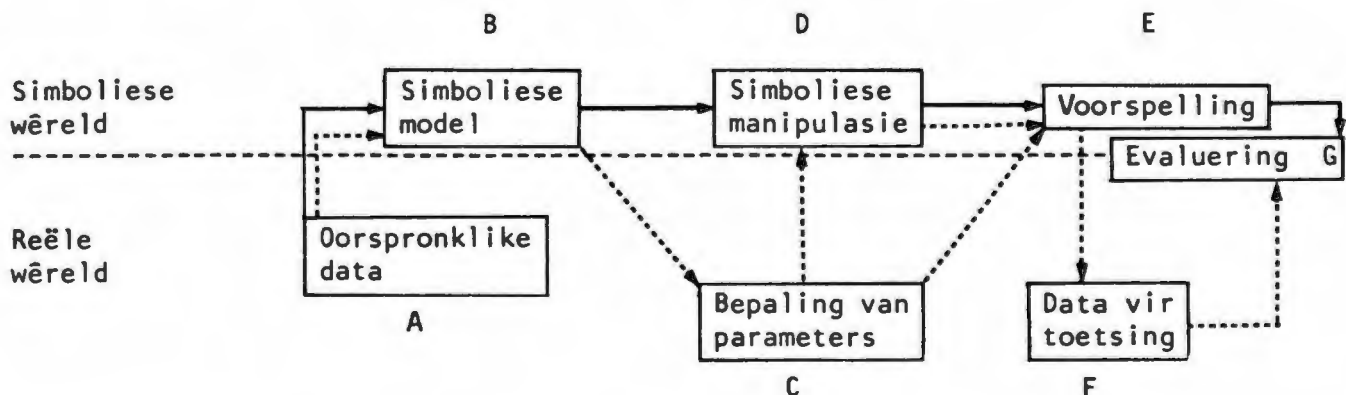 B
D
E
Simboliese
wêreld
Simboliese
model
Simboliese
manipulasie
Voorspelling
Evaluering G
Reële
wêreld
Oorspronklike
data
A
Bepaling van
parameters
C
Data vir
toetsing
F